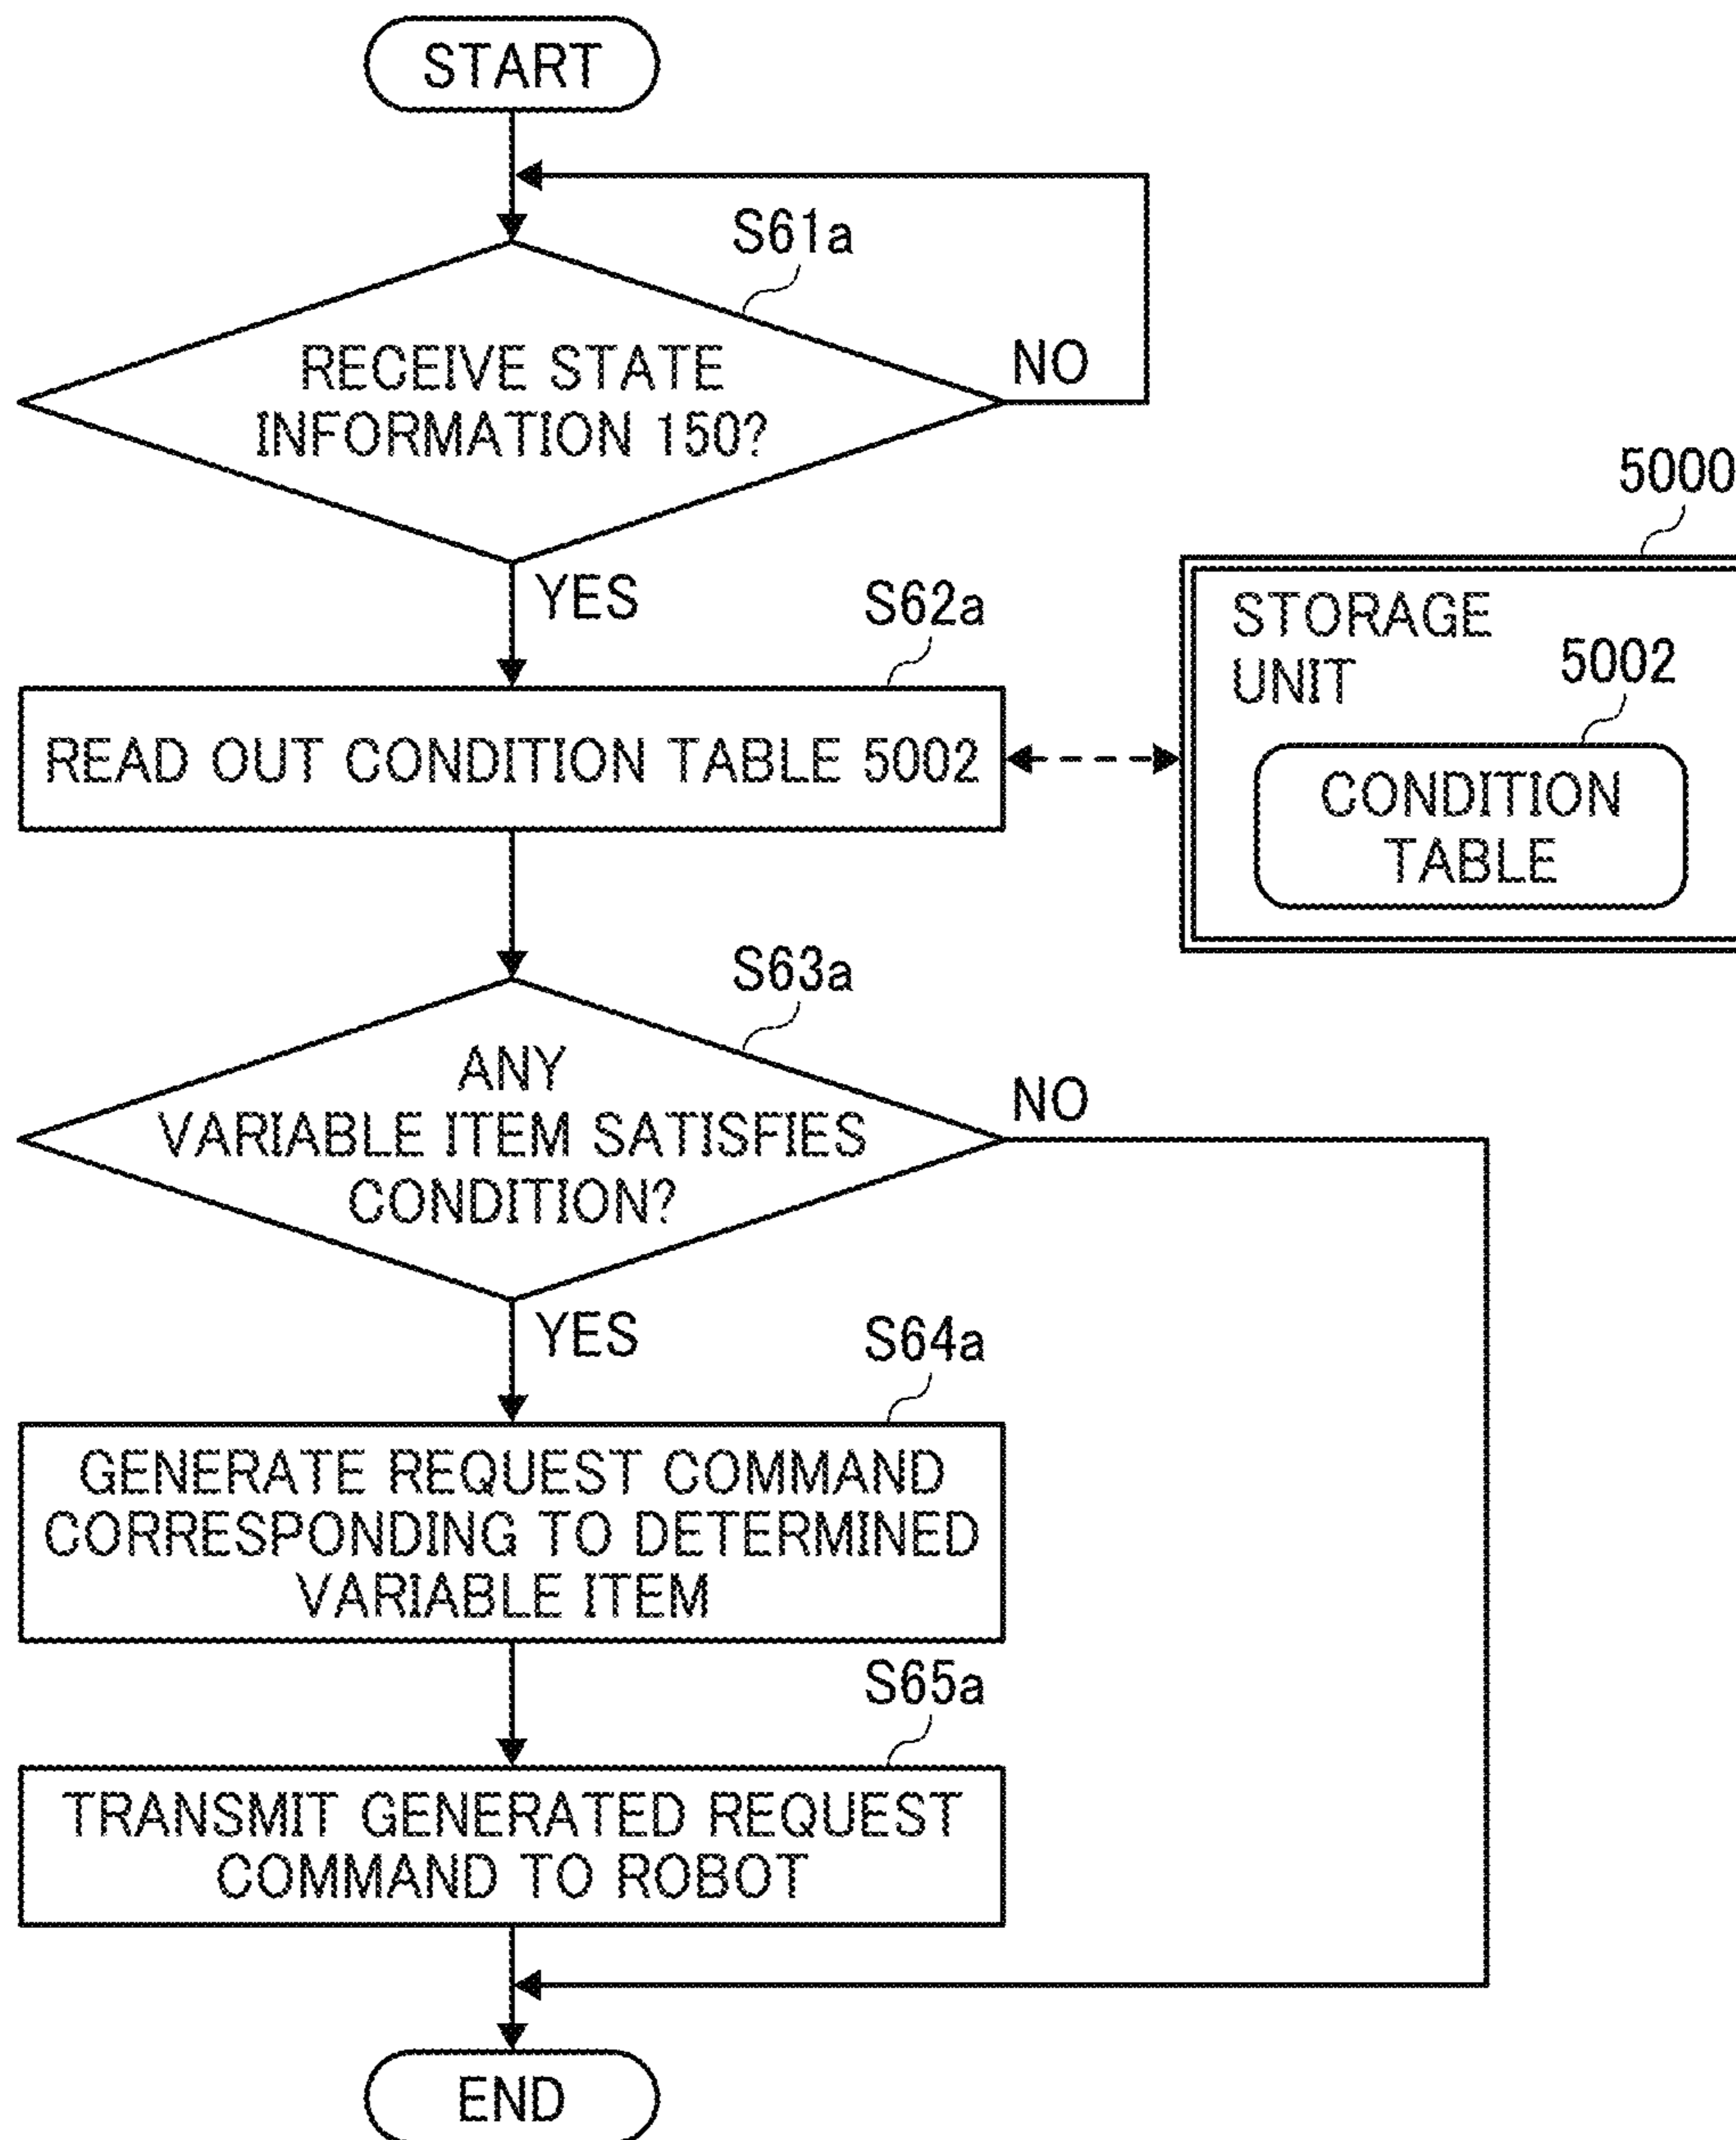 START
S61a
RECEIVE STATE
INFORMATION 150?
NO
YES
5000
STORAGE
UNIT
5002
CONDITION
TABLE
S62a
READ OUT CONDITION TABLE 5002
S63a
ANY
VARIABLE ITEM SATISFIES
CONDITION?
NO
YES
S64a
GENERATE REQUEST COMMAND
CORRESPONDING TO DETERMINED
VARIABLE ITEM
S65a
TRANSMIT GENERATED REQUEST
COMMAND TO ROBOT
END